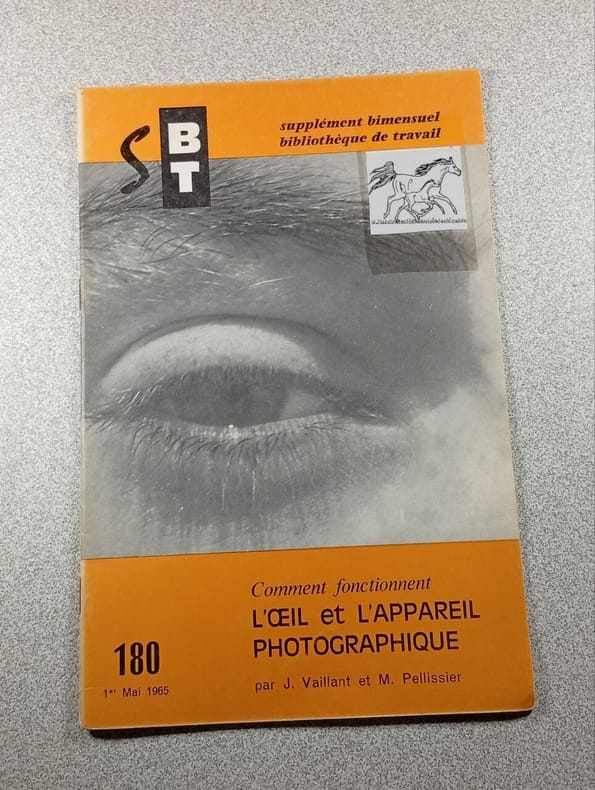 S
BT
supplément bimensuel
bibliothèque de travail
Comment fonctionnent
L'ŒIL et L'APPAREIL
PHOTOGRAPHIQUE
180
1er Mai 1965
par J. Vaillant et M. Pellissier